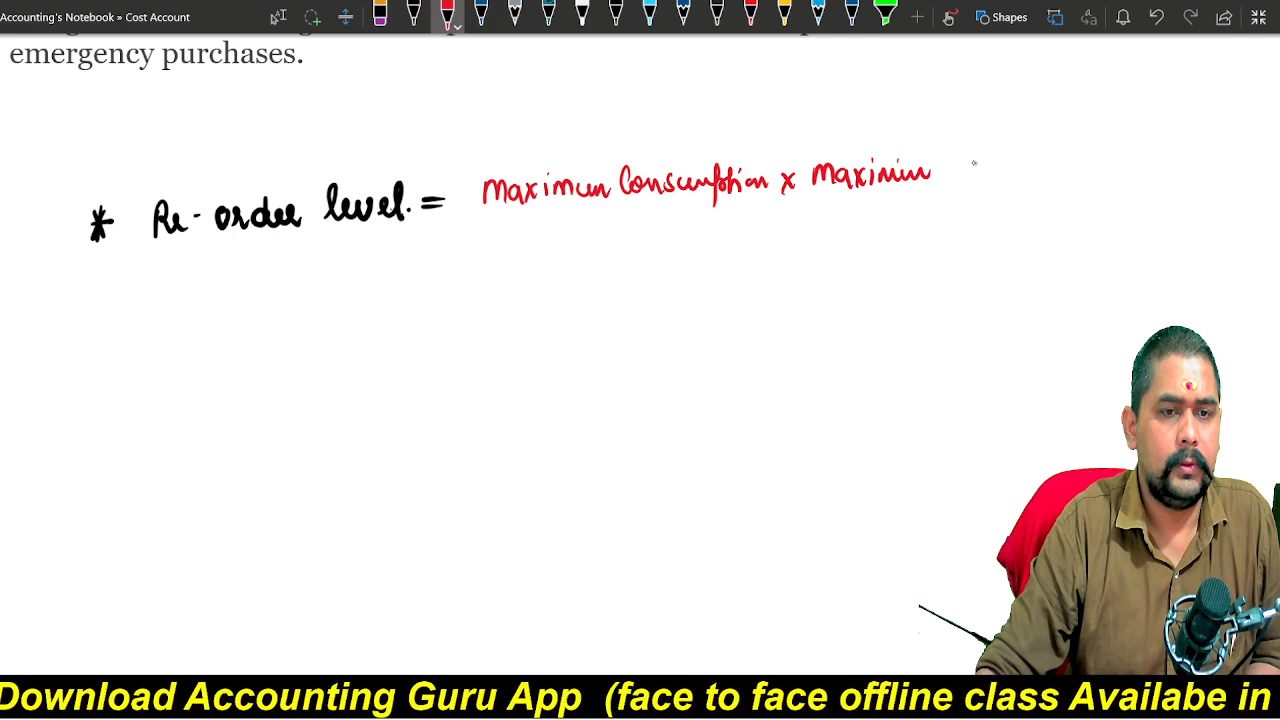 Accounting's Notebook » Cost Account
Shapes
emergency purchases.
* Re-order level. = Maximum Consumption x Maximum
Download Accounting Guru App (face to face offline class Availabe in